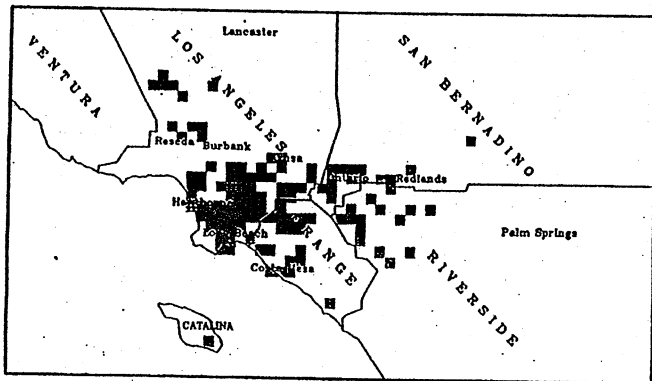 Lancaster
VENTURA
LOS ANGELES
SAN BERNADINO
Reseda
Burbank
Ontario
Redlands
Long Beach
ORANGE
Palm Springs
RIVERSIDE
CATALINA